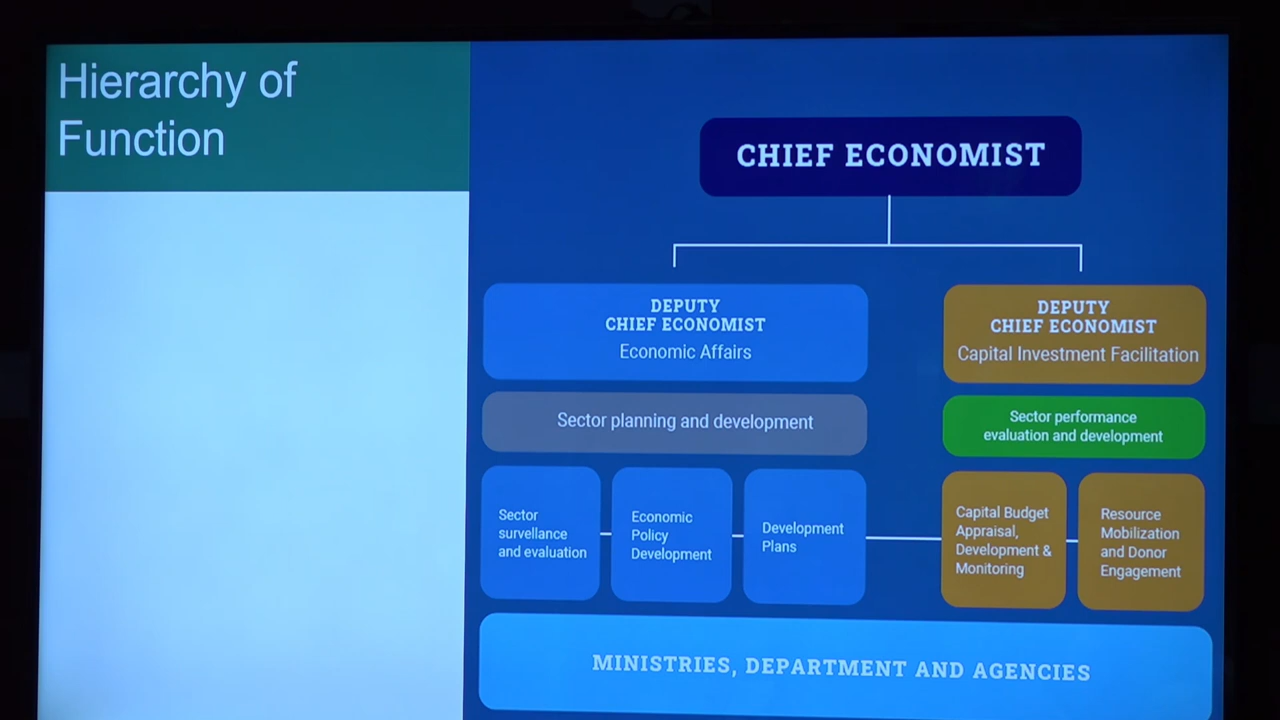 Hierarchy of
Function
CHIEF ECONOMIST
DEPUTY
CHIEF ECONOMIST
Economic Affairs
DEPUTY
CHIEF ECONOMIST
Capital Investment Facilitation
Sector planning and development
Sector performance
evaluation and development
Sector
survellance
and evaluation
Economic
Policy
Development
Development
Plans
Capital Budget
Appraisal,
Development &
Monitoring
Resource
Mobilization
and Donor
Engagement
MINISTRIES, DEPARTMENT AND AGENCIES